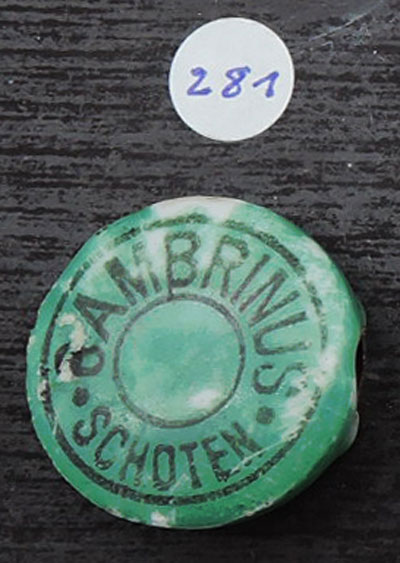 281
GAMBRINUS
• SCHOTEN •